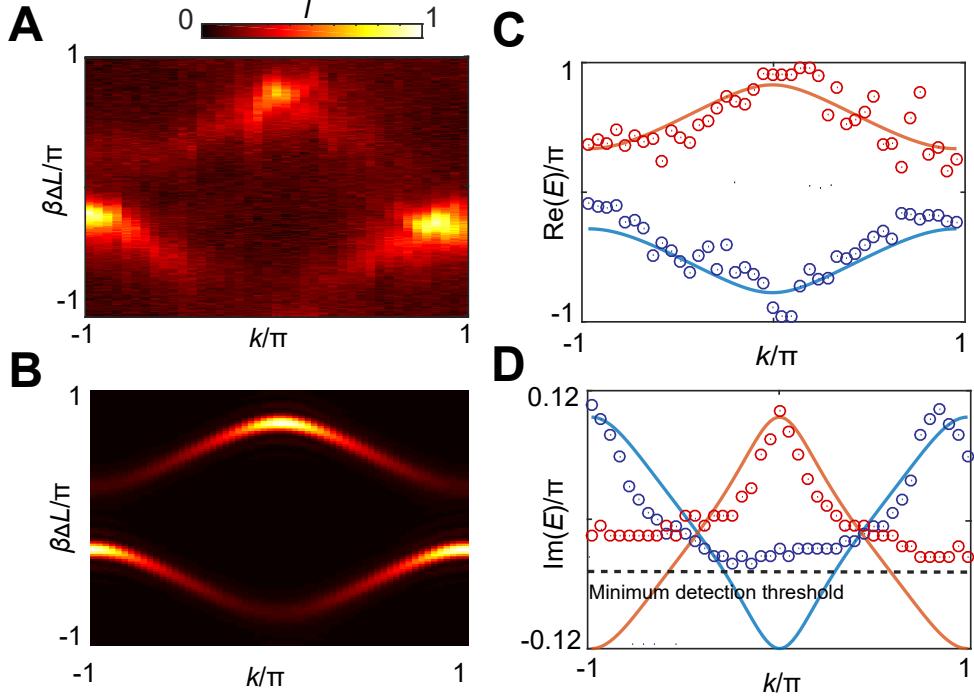 A
0 I 1
1
βΔL/π
-1
-1 k/π 1
B
1
βΔL/π
-1
-1 k/π 1
C
1
Re(E)/π
-1
-1 k/π 1
D
0.12
Im(E)/π
Minimum detection threshold
-0.12
-1 k/π 1